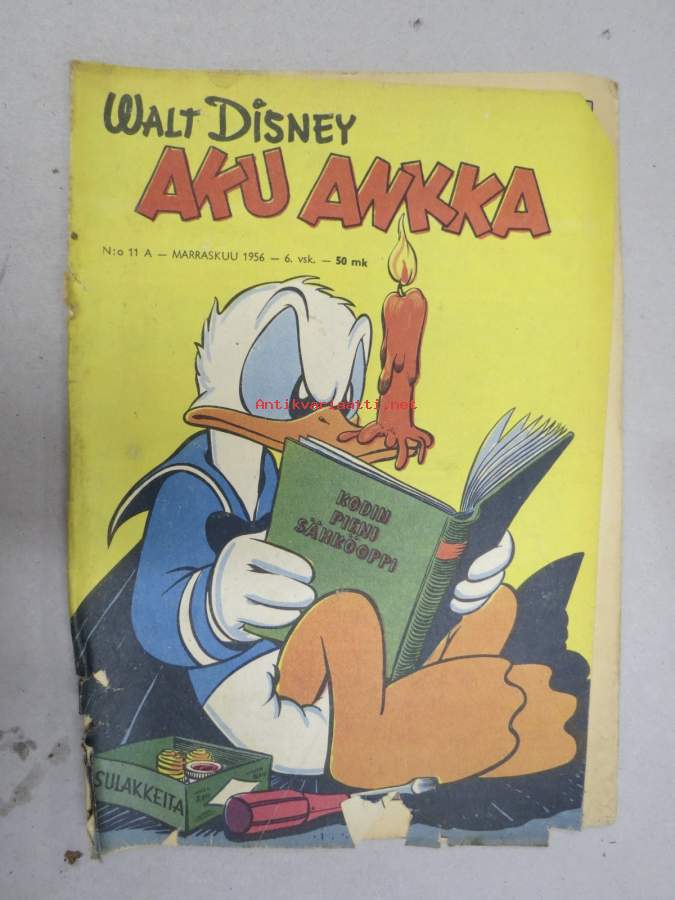 WALT DISNEY
AKU ANKKA
N:o 11 A — MARRASKUU 1956 — 6. vsk. — 50 mk
Antikvariaatti.net
KODIN
PIENI
SÄHKÖOPPI
SULAKKEITA